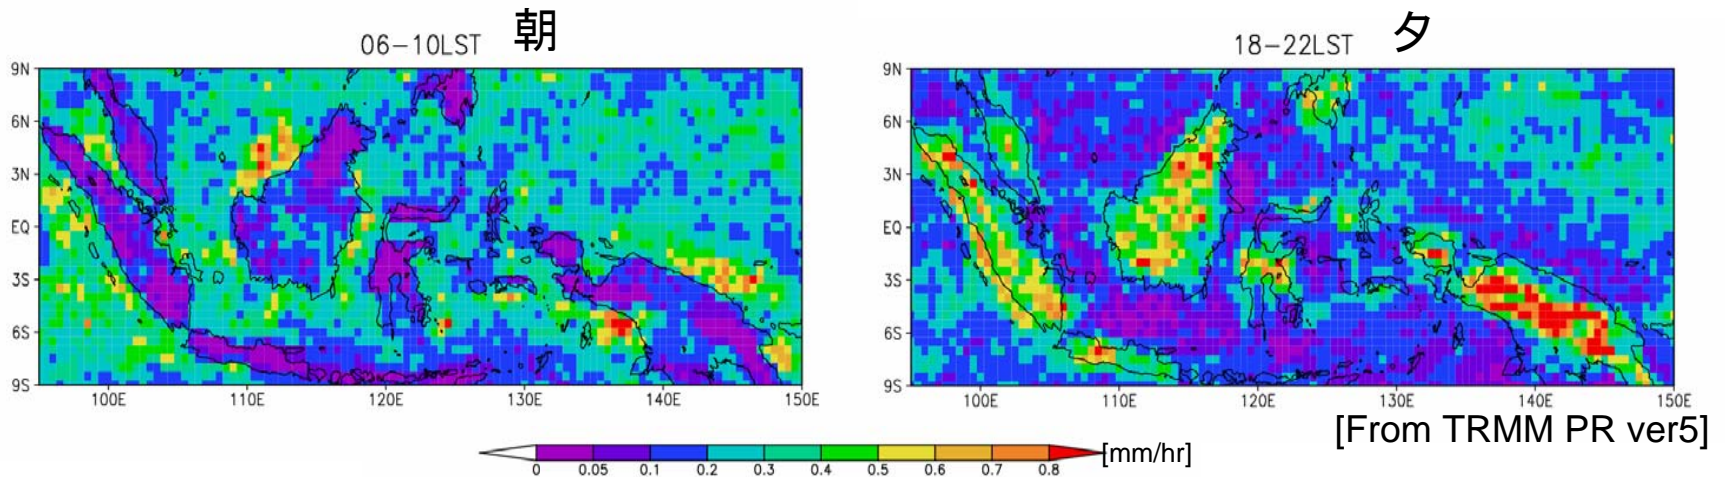 朝
06-10LST
夕
18-22LST
9N
6N
3N
EQ
3S
6S
9S
100E 110E 120E 130E 140E 150E
9N
6N
3N
EQ
3S
6S
9S
100E 110E 120E 130E 140E 150E
[From TRMM PR ver5]
0 0.05 0.1 0.2 0.3 0.4 0.5 0.6 0.7 0.8 [mm/hr]